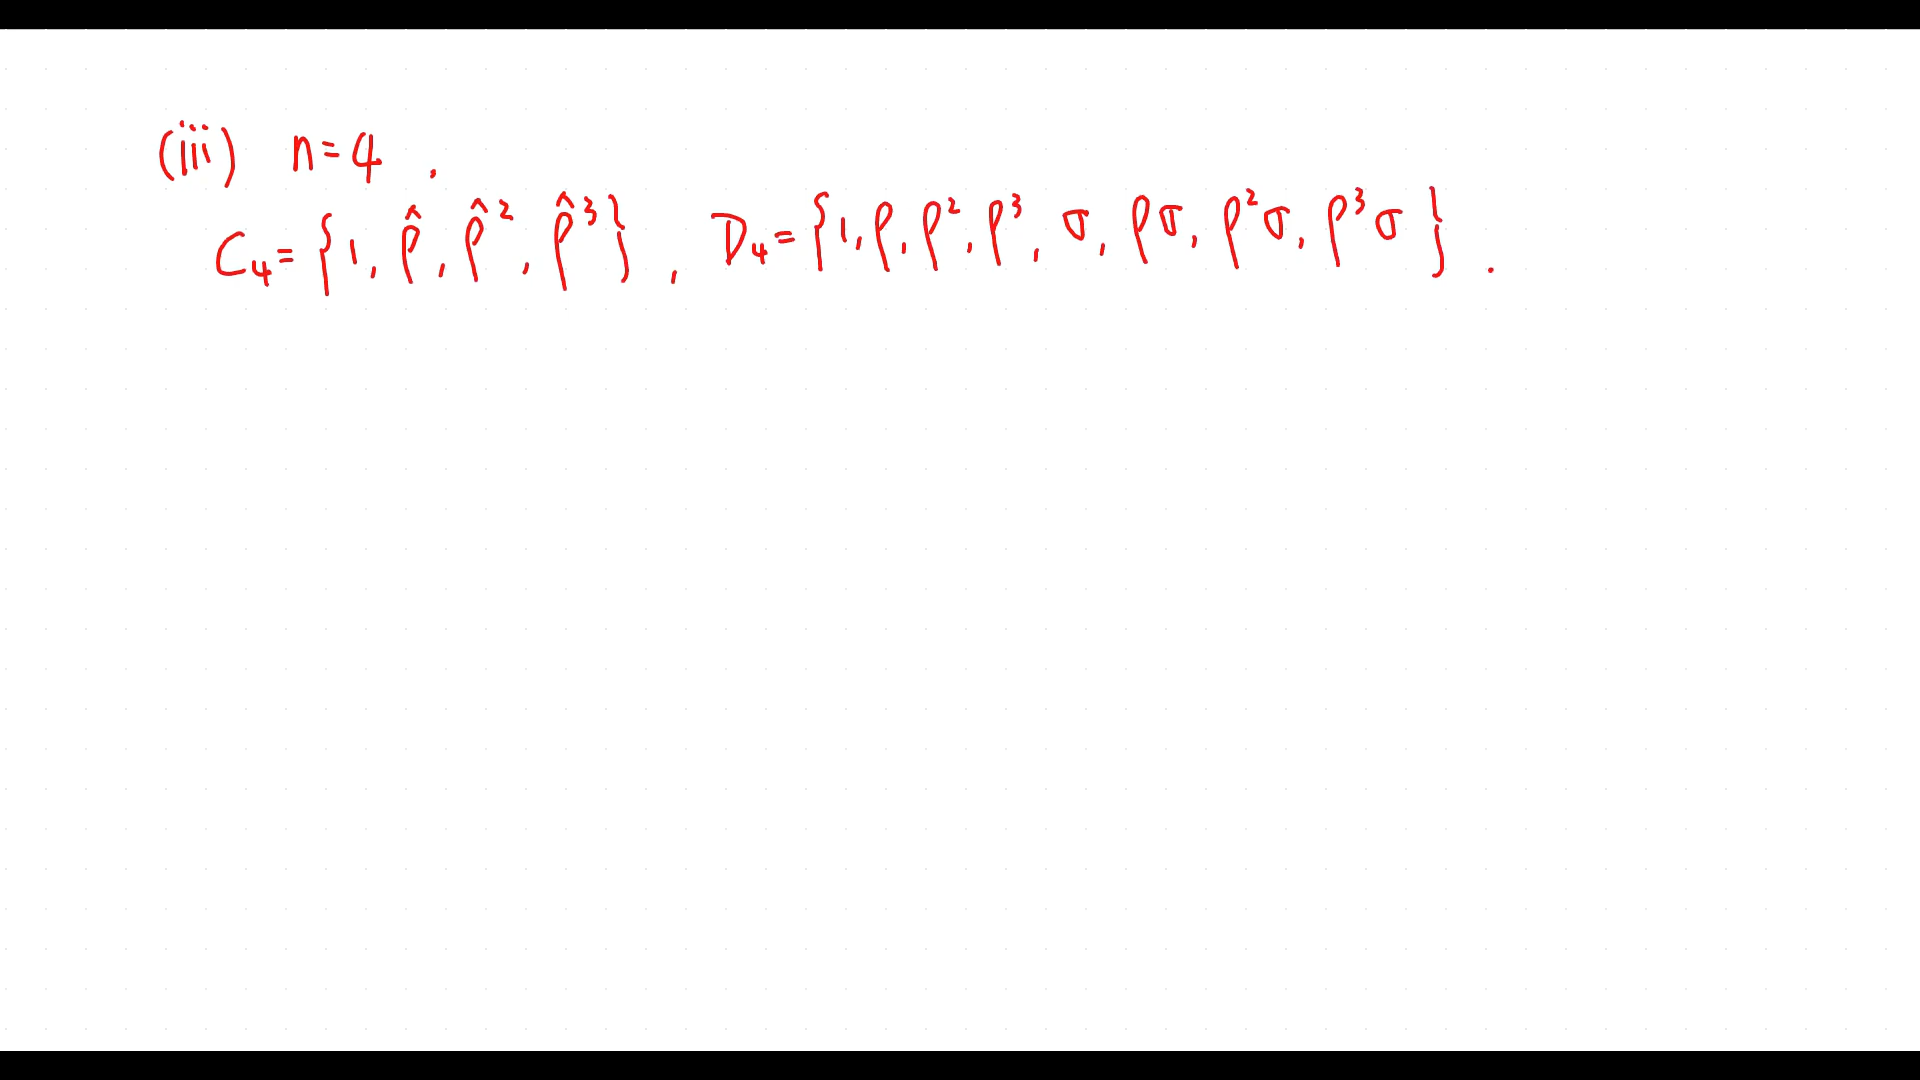 (iii) n=4 .
C₄ = {1, ρ̂, ρ̂², ρ̂³} , D₄ = {1, ρ, ρ², ρ³, σ, ρσ, ρ²σ, ρ³σ} .